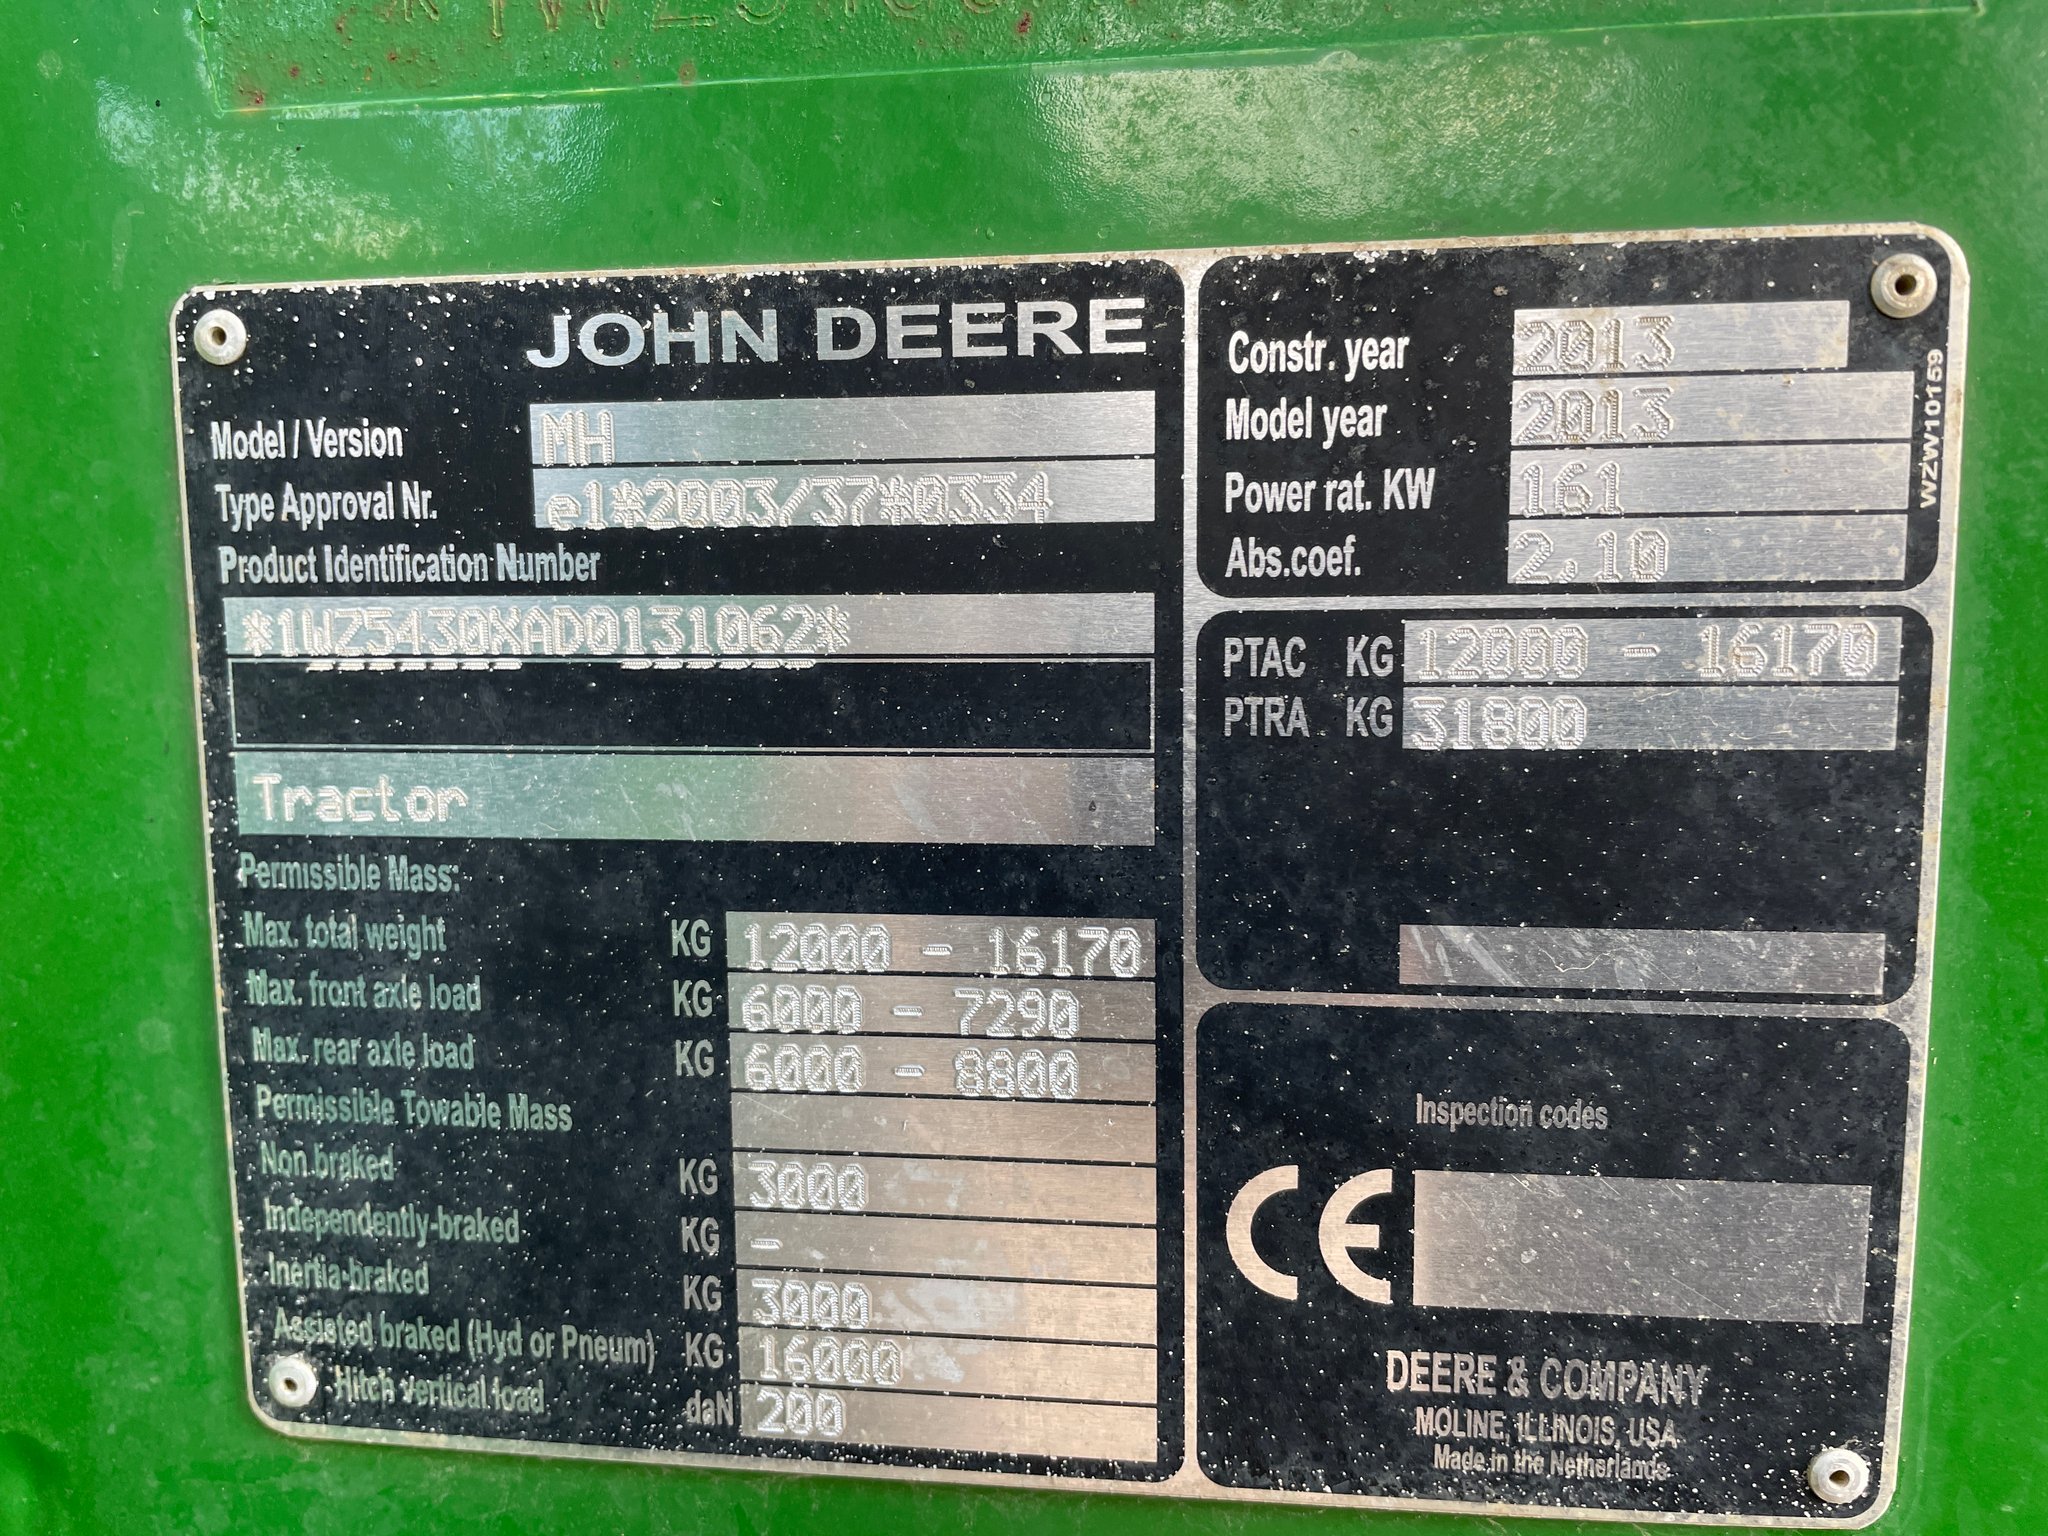 JOHN DEERE
Model / Version MH
Type Approval Nr. e1*2003/37*0334
Product Identification Number
*1WZ5430XAD0131062*
Tractor
Permissible Mass:
Max. total weight KG 12000 - 16170
Max. front axle load KG 6000 - 7290
Max. rear axle load KG 6000 - 8800
Permissible Towable Mass
Non braked KG 3000
Independently-braked KG -
Inertia-braked KG 3000
Assisted braked (Hyd or Pneum) KG 16000
Hitch vertical load daN 200
Constr. year 2013
Model year 2013
Power rat. KW 161
Abs.coef. 2,10
WZW10159
PTAC KG 12000 - 16170
PTRA KG 31800
Inspection codes
CE
DEERE & COMPANY
MOLINE, ILLINOIS, USA
Made in the Netherlands